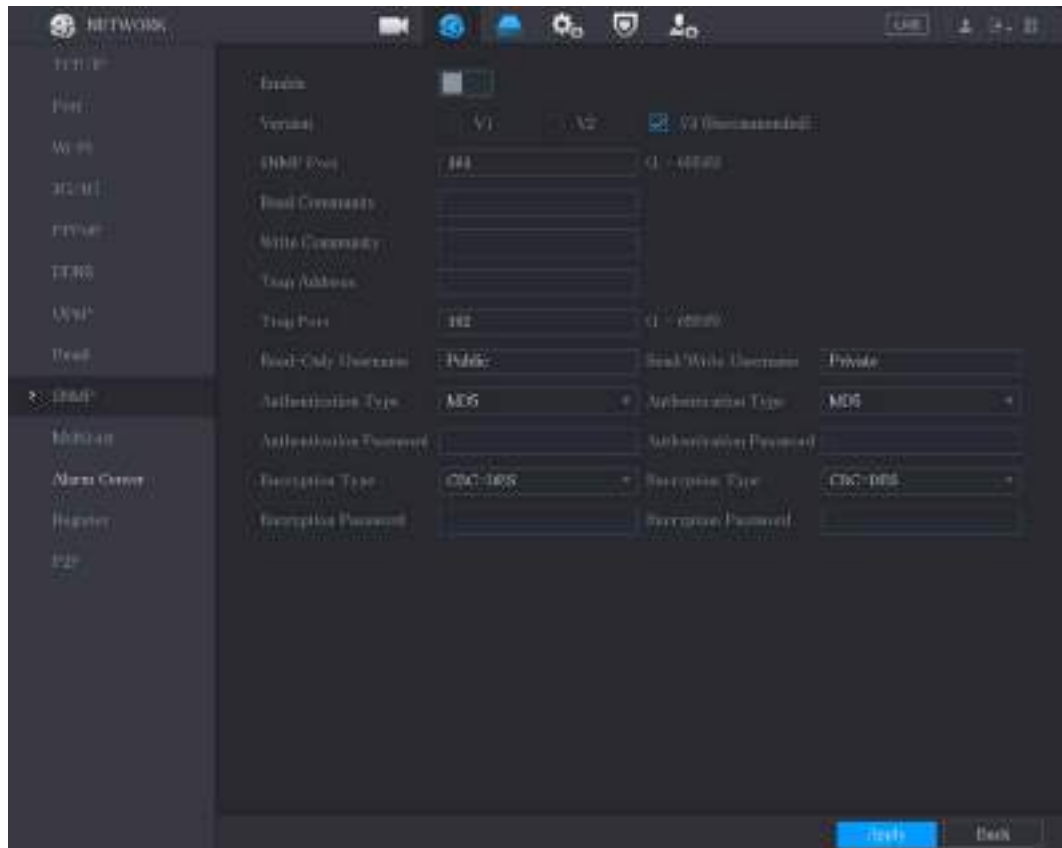 NETWORK
LIVE
TCP/IP
Port
Wi-Fi
3G/4G
PPPoE
DDNS
UPnP
Email
SNMP
Multicast
Alarm Center
Register
P2P
Enable
Version V1 V2 V3 (Recommended)
SNMP Port 161 (1 - 65535)
Read Community
Write Community
Trap Address
Trap Port 162 (1 - 65535)
Read-Only Username Public Read/Write Username Private
Authentication Type MD5 Authentication Type MD5
Authentication Password Authentication Password
Encryption Type CBC-DES Encryption Type CBC-DES
Encryption Password Encryption Password
Apply Back